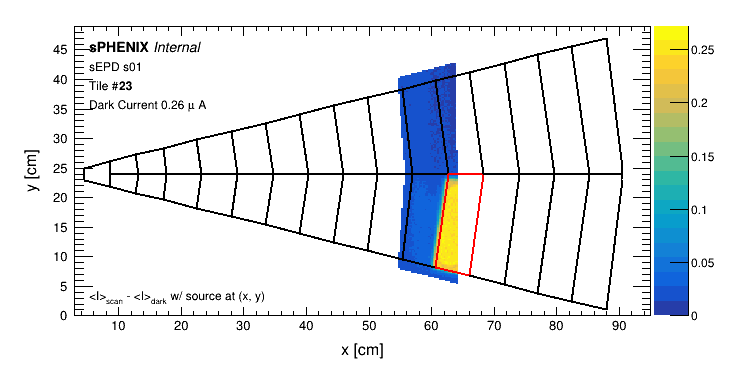 sPHENIX Internal
sEPD s01
Tile #23
Dark Current 0.26 μ A
<I>scan - <I>dark w/ source at (x, y)
y [cm]
45
40
35
30
25
20
15
10
5
0
10 20 30 40 50 60 70 80 90
x [cm]
0.25
0.2
0.15
0.1
0.05
0